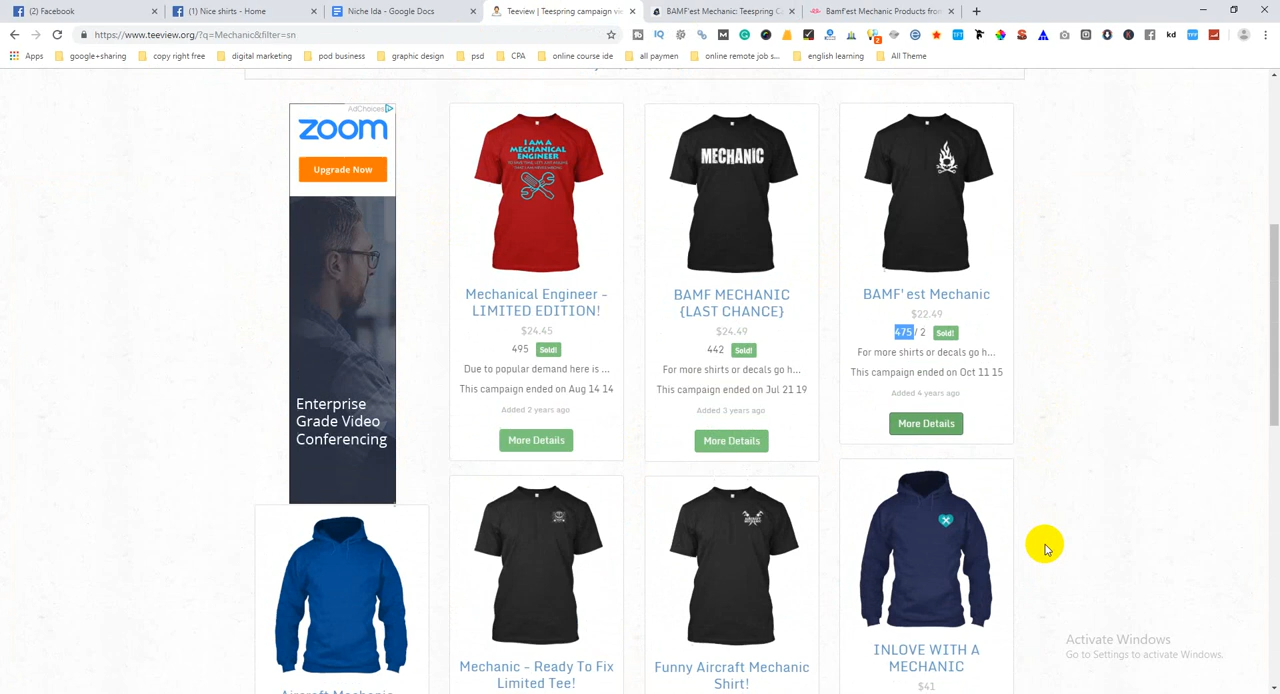 (2) Facebook
(1) Nice shirts - Home
Niche Ida - Google Docs
Teeview | Teespring campaign vi
BAMF'est Mechanic: Teespring C
Bamf'est Mechanic Products from
https://www.teeview.org/?q=Mechanic&filter=sn
Apps
google+sharing
copy right free
digital marketing
pod business
graphic design
psd
CPA
online course ide
all paymen
online remote job s...
english learning
All Theme
AdChoices
zoom
Upgrade Now
Enterprise
Grade Video
Conferencing
I AM A
MECHANICAL
ENGINEER
Mechanical Engineer -
LIMITED EDITION!
$24.45
495 Sold!
Due to popular demand here is ...
This campaign ended on Aug 14 14
Added 2 years ago
More Details
MECHANIC
BAMF MECHANIC
{LAST CHANCE}
$24.49
442 Sold!
For more shirts or decals go h...
This campaign ended on Jul 21 19
Added 3 years ago
More Details
BAMF'est Mechanic
$22.49
475 / 2 Sold!
For more shirts or decals go h...
This campaign ended on Oct 11 15
Added 4 years ago
More Details
Aircraft Mechanic
Mechanic - Ready To Fix
Limited Tee!
Funny Aircraft Mechanic
Shirt!
INLOVE WITH A
MECHANIC
$41
Activate Windows
Go to Settings to activate Windows.